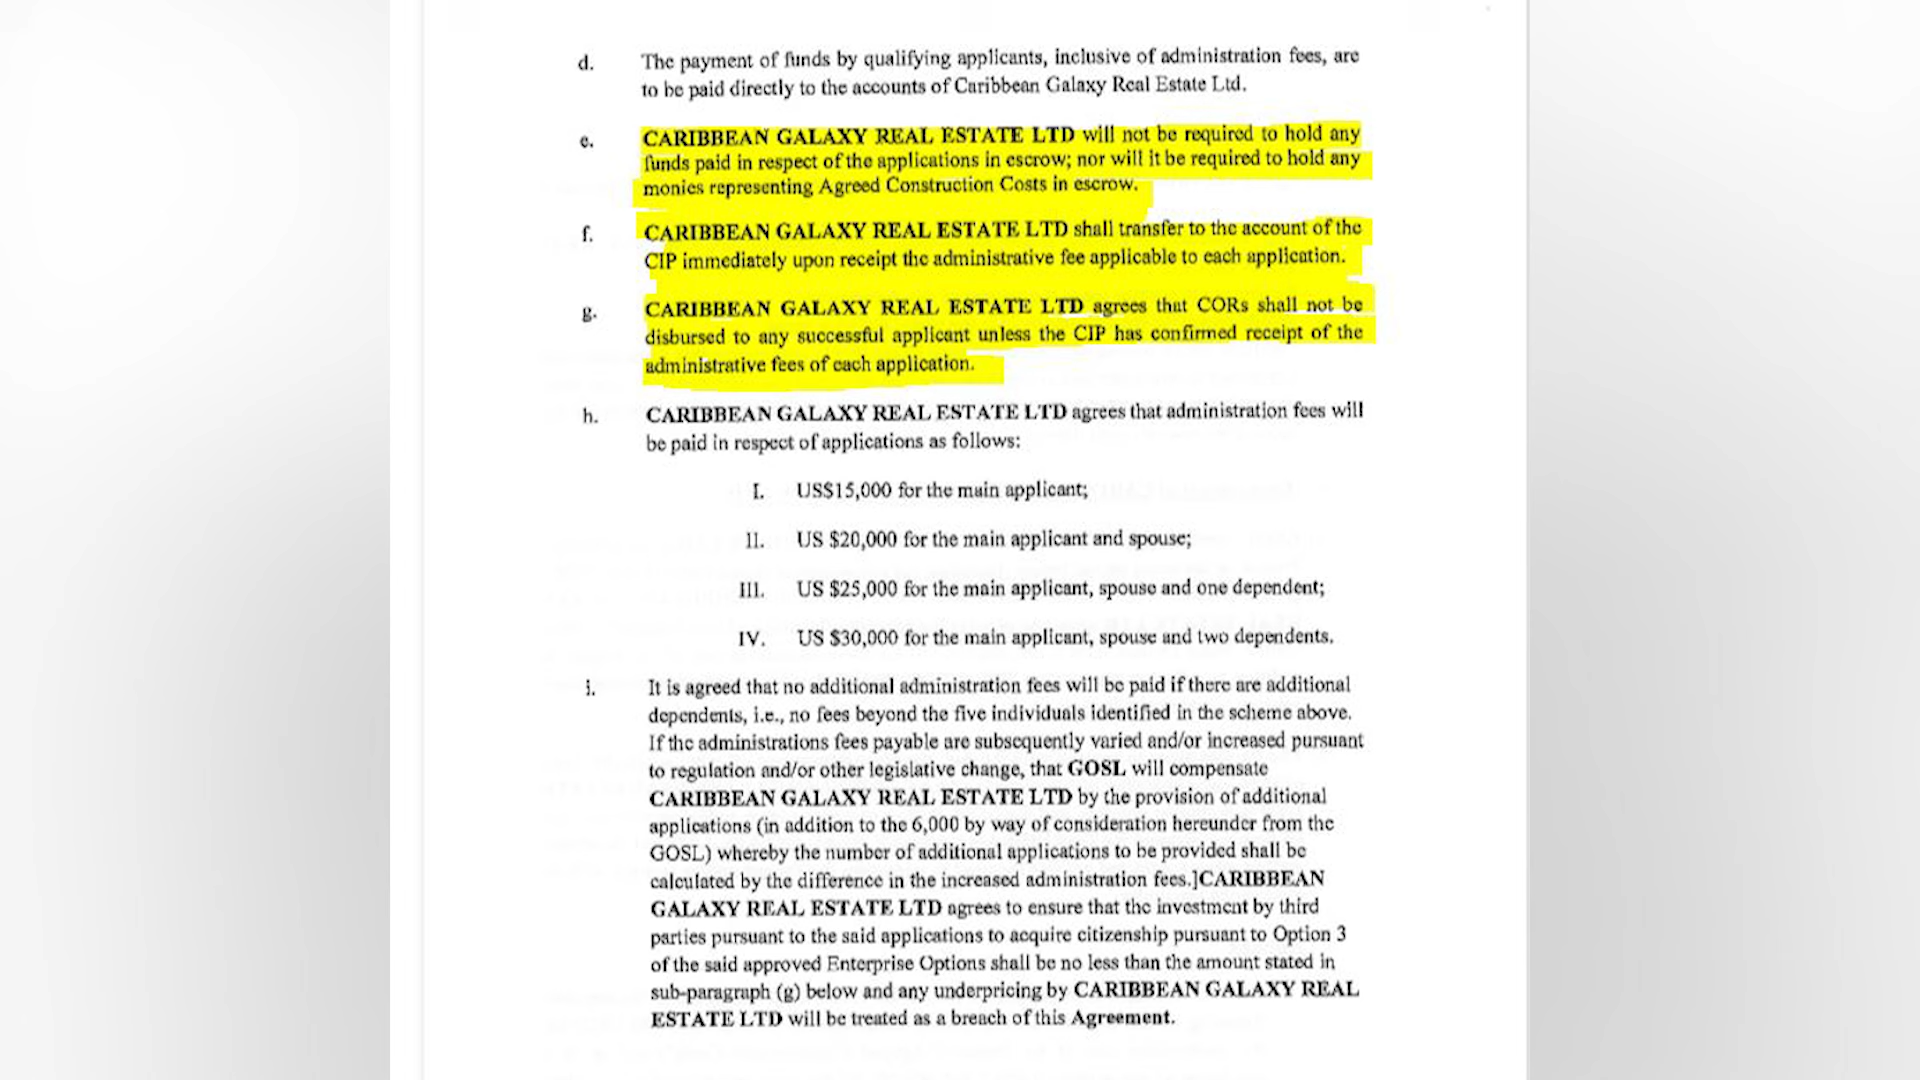 d. The payment of funds by qualifying applicants, inclusive of administration fees, are
to be paid directly to the accounts of Caribbean Galaxy Real Estate Ltd.
e. CARIBBEAN GALAXY REAL ESTATE LTD will not be required to hold any
funds paid in respect of the applications in escrow; nor will it be required to hold any
monies representing Agreed Construction Costs in escrow.
f. CARIBBEAN GALAXY REAL ESTATE LTD shall transfer to the account of the
CIP immediately upon receipt the administrative fee applicable to each application.
g. CARIBBEAN GALAXY REAL ESTATE LTD agrees that CORs shall not be
disbursed to any successful applicant unless the CIP has confirmed receipt of the
administrative fees of each application.
h. CARIBBEAN GALAXY REAL ESTATE LTD agrees that administration fees will
be paid in respect of applications as follows:
I. US$15,000 for the main applicant;
II. US $20,000 for the main applicant and spouse;
III. US $25,000 for the main applicant, spouse and one dependent;
IV. US $30,000 for the main applicant, spouse and two dependents.
i. It is agreed that no additional administration fees will be paid if there are additional
dependents, i.e., no fees beyond the five individuals identified in the scheme above.
If the administrations fees payable are subsequently varied and/or increased pursuant
to regulation and/or other legislative change, that GOSL will compensate
CARIBBEAN GALAXY REAL ESTATE LTD by the provision of additional
applications (in addition to the 6,000 by way of consideration hereunder from the
GOSL) whereby the number of additional applications to be provided shall be
calculated by the difference in the increased administration fees.]CARIBBEAN
GALAXY REAL ESTATE LTD agrees to ensure that the investment by third
parties pursuant to the said applications to acquire citizenship pursuant to Option 3
of the said approved Enterprise Options shall be no less than the amount stated in
sub-paragraph (g) below and any underpricing by CARIBBEAN GALAXY REAL
ESTATE LTD will be treated as a breach of this Agreement.